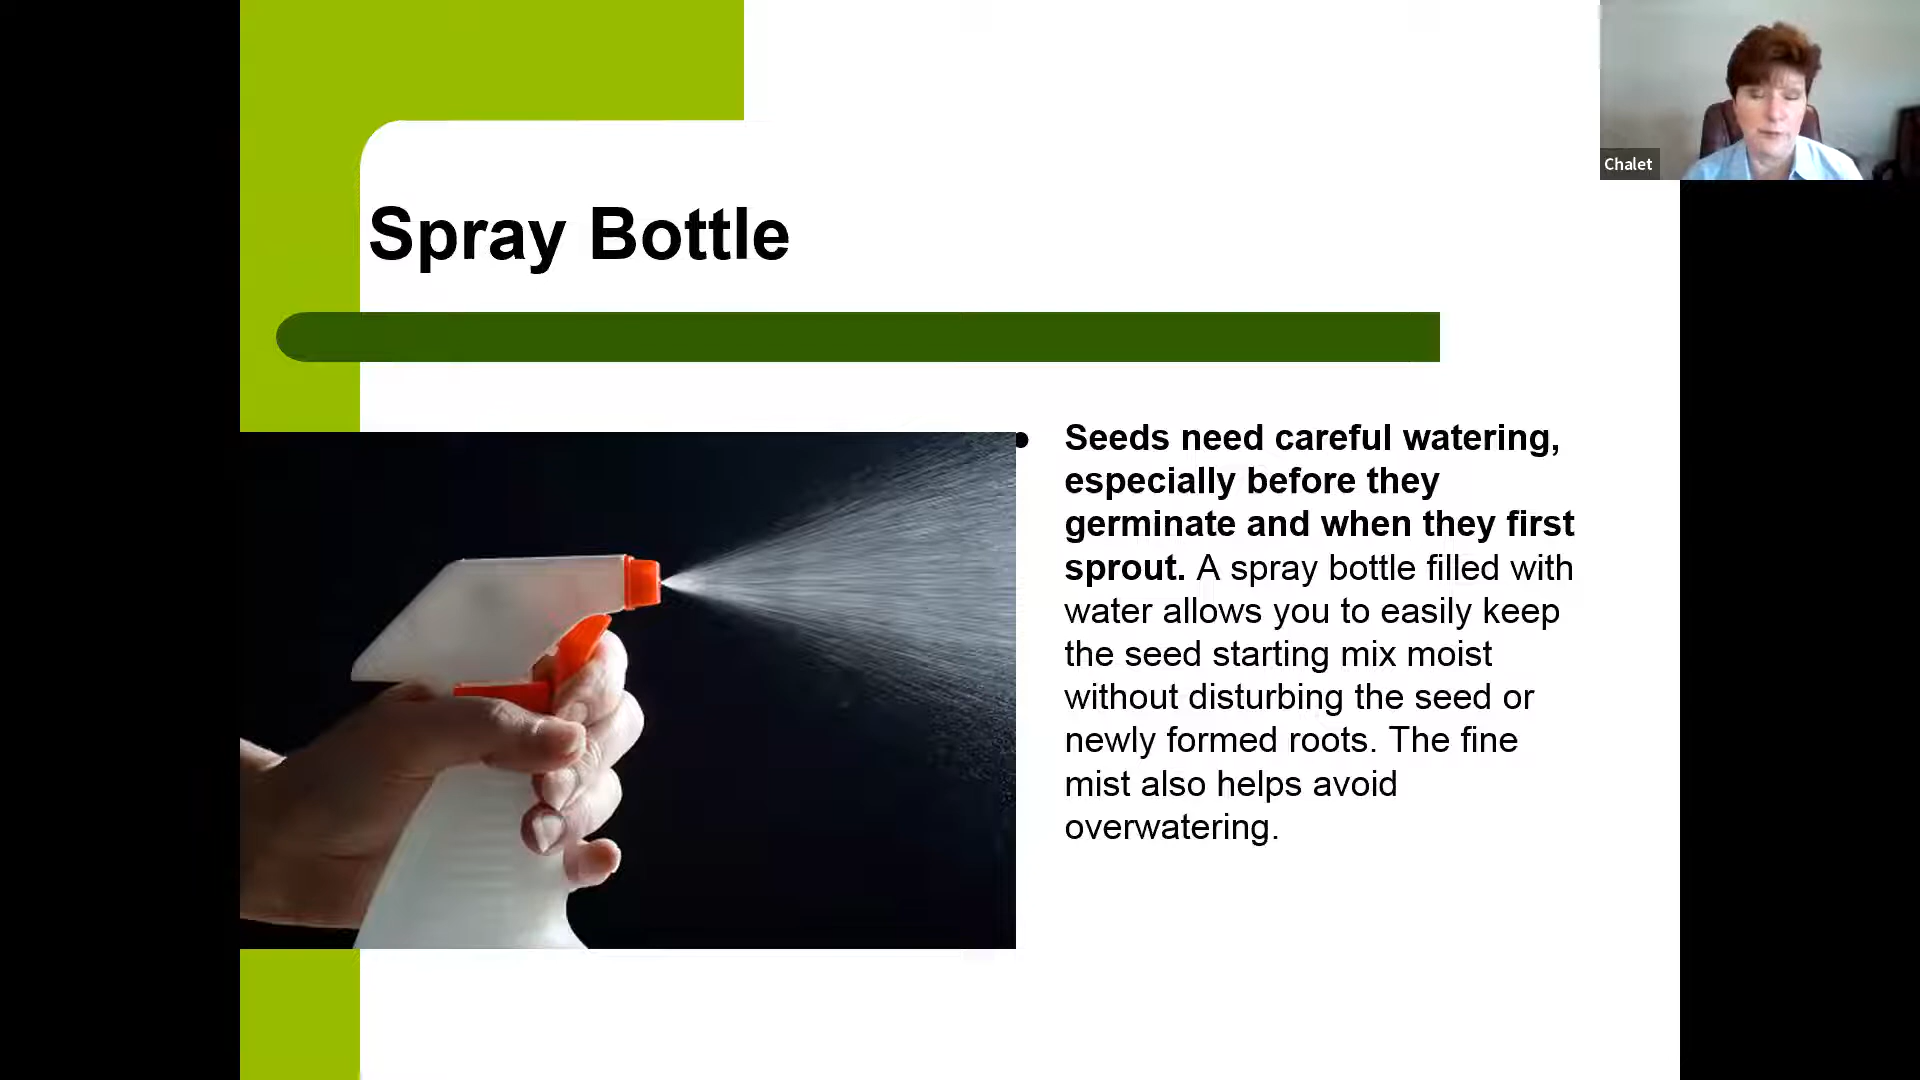 Chalet
Spray Bottle
• Seeds need careful watering,
especially before they
germinate and when they first
sprout. A spray bottle filled with
water allows you to easily keep
the seed starting mix moist
without disturbing the seed or
newly formed roots. The fine
mist also helps avoid
overwatering.